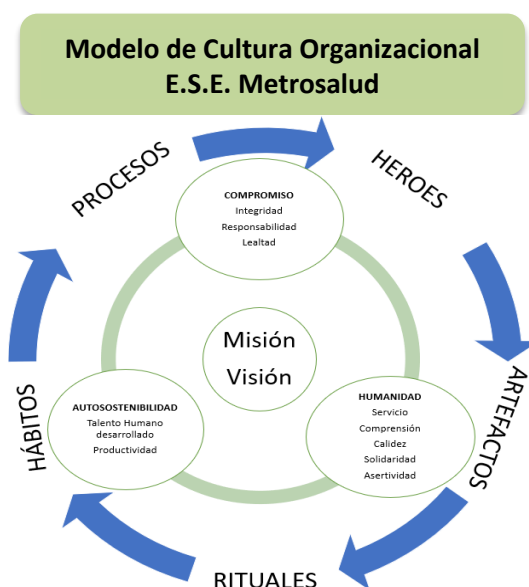 Modelo de Cultura Organizacional
E.S.E. Metrosalud
PROCESOS
HEROES
COMPROMISO
Integridad
Responsabilidad
Lealtad
Misión
Visión
AUTOSOSTENIBILIDAD
Talento Humano
desarrollado
Productividad
HUMANIDAD
Servicio
Comprensión
Calidez
Solidaridad
Asertividad
HÁBITOS
ARTEFACTOS
RITUALES